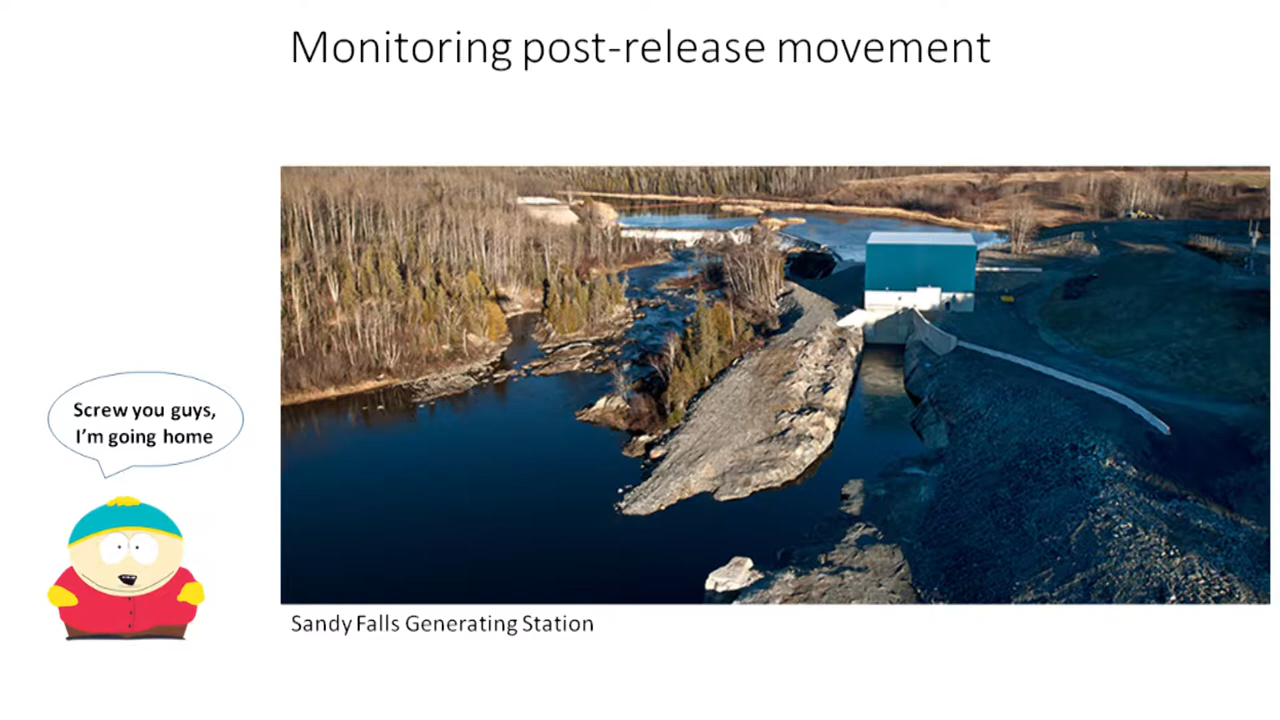 Monitoring post-release movement
Screw you guys,
I'm going home
Sandy Falls Generating Station